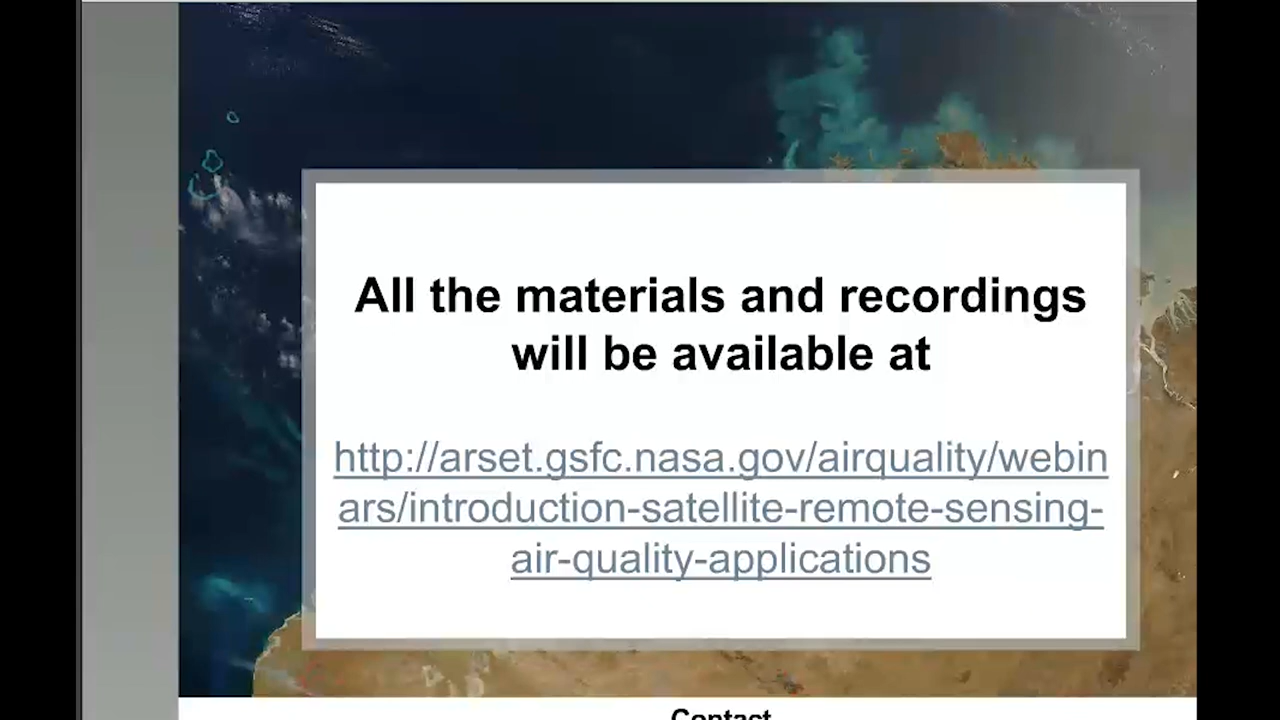 All the materials and recordings
will be available at
http://arset.gsfc.nasa.gov/airquality/webin
ars/introduction-satellite-remote-sensing-
air-quality-applications
Contact